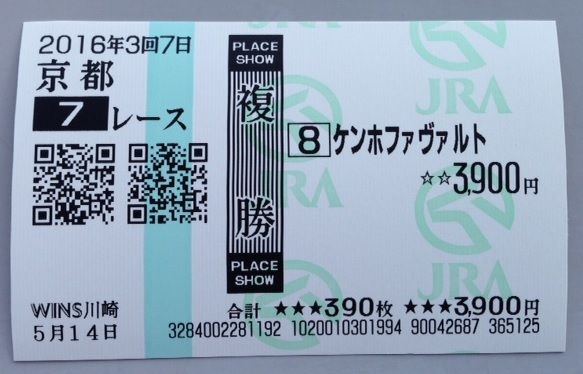 2016年3回7日
京都
7レース
PLACE SHOW
複勝
PLACE SHOW
8 ケンホファヴァルト
☆☆3,900円
JRA
JRA
JRA
WINS川崎
5月14日
合計 ★★★390枚 ★★★3,900円
3284002281192 1020010301994 90042687 365125